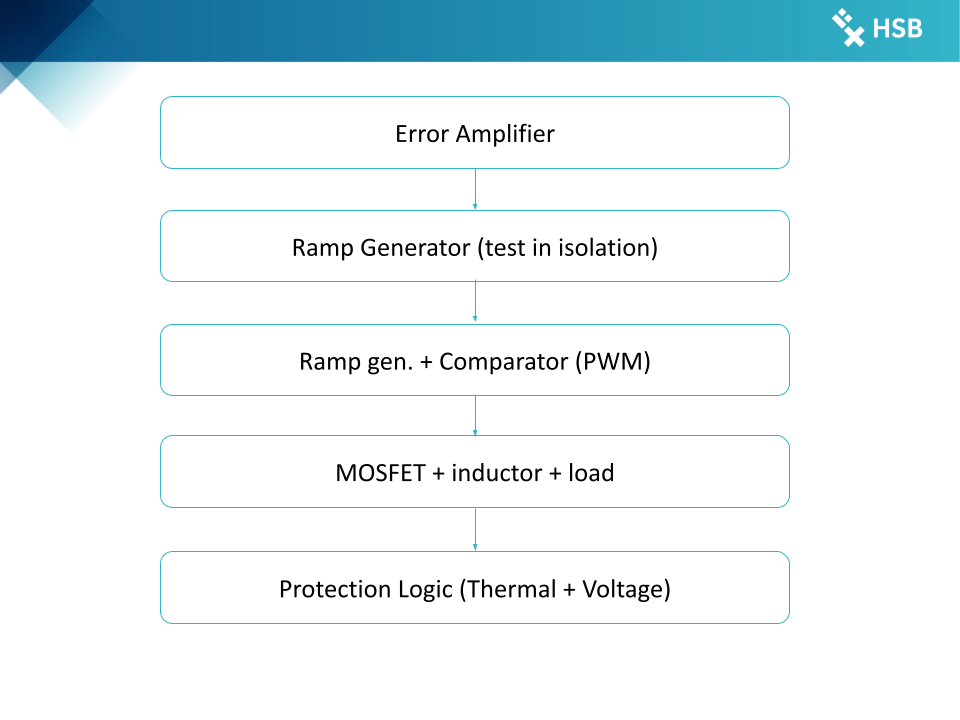 HSB
Error Amplifier
Ramp Generator (test in isolation)
Ramp gen. + Comparator (PWM)
MOSFET + inductor + load
Protection Logic (Thermal + Voltage)